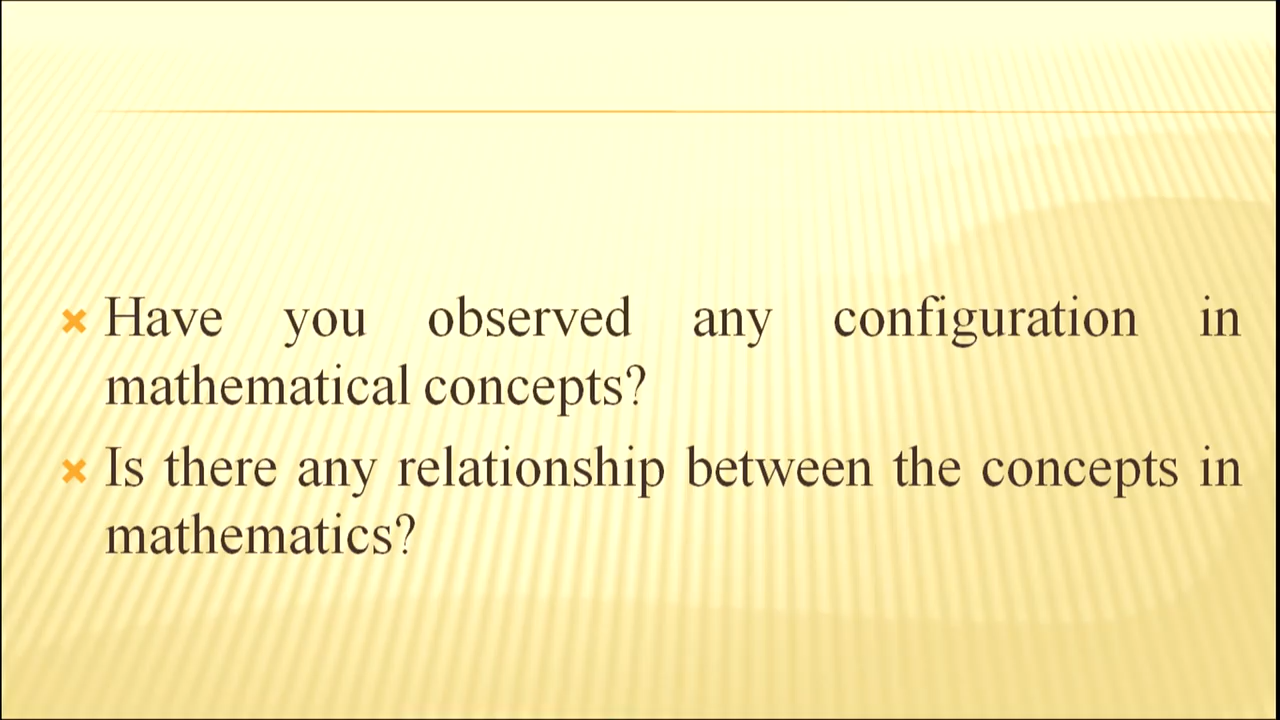 Have you observed any configuration in
mathematical concepts?
Is there any relationship between the concepts in
mathematics?